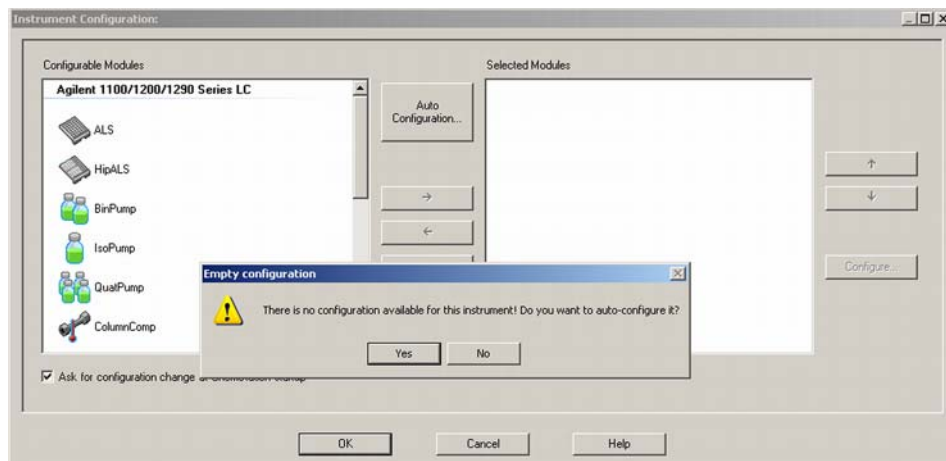 Instrument Configuration:
Configurable Modules
Selected Modules
Agilent 1100/1200/1290 Series LC
ALS
HipALS
BinPump
IsoPump
QuatPump
ColumnComp
Auto
Configuration...
→
←
↑
↓
Configure...
Empty configuration
There is no configuration available for this instrument! Do you want to auto-configure it?
Yes
No
Ask for configuration change
OK
Cancel
Help